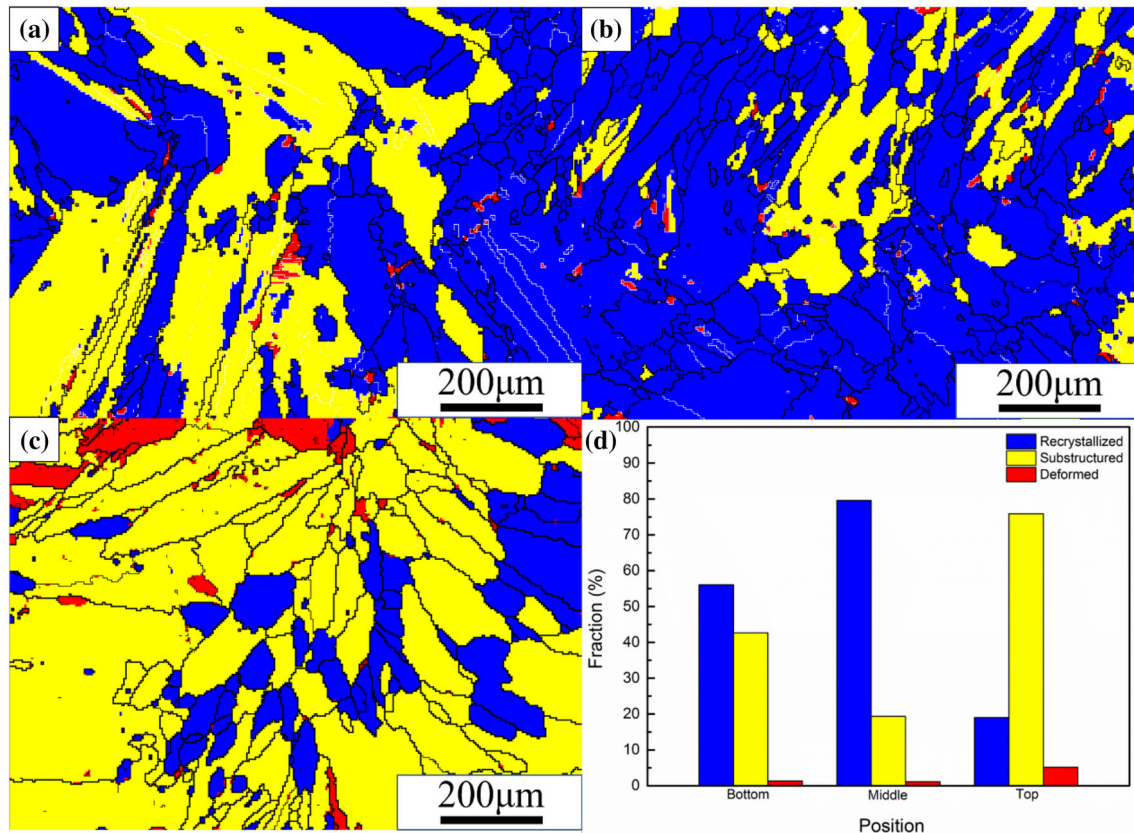 (a)
200μm
(b)
200μm
(c)
200μm
(d)
Recrystallized
Substructured
Deformed
100
90
80
70
60
50
40
30
20
10
0
Fraction (%)
Bottom Middle Top
Position